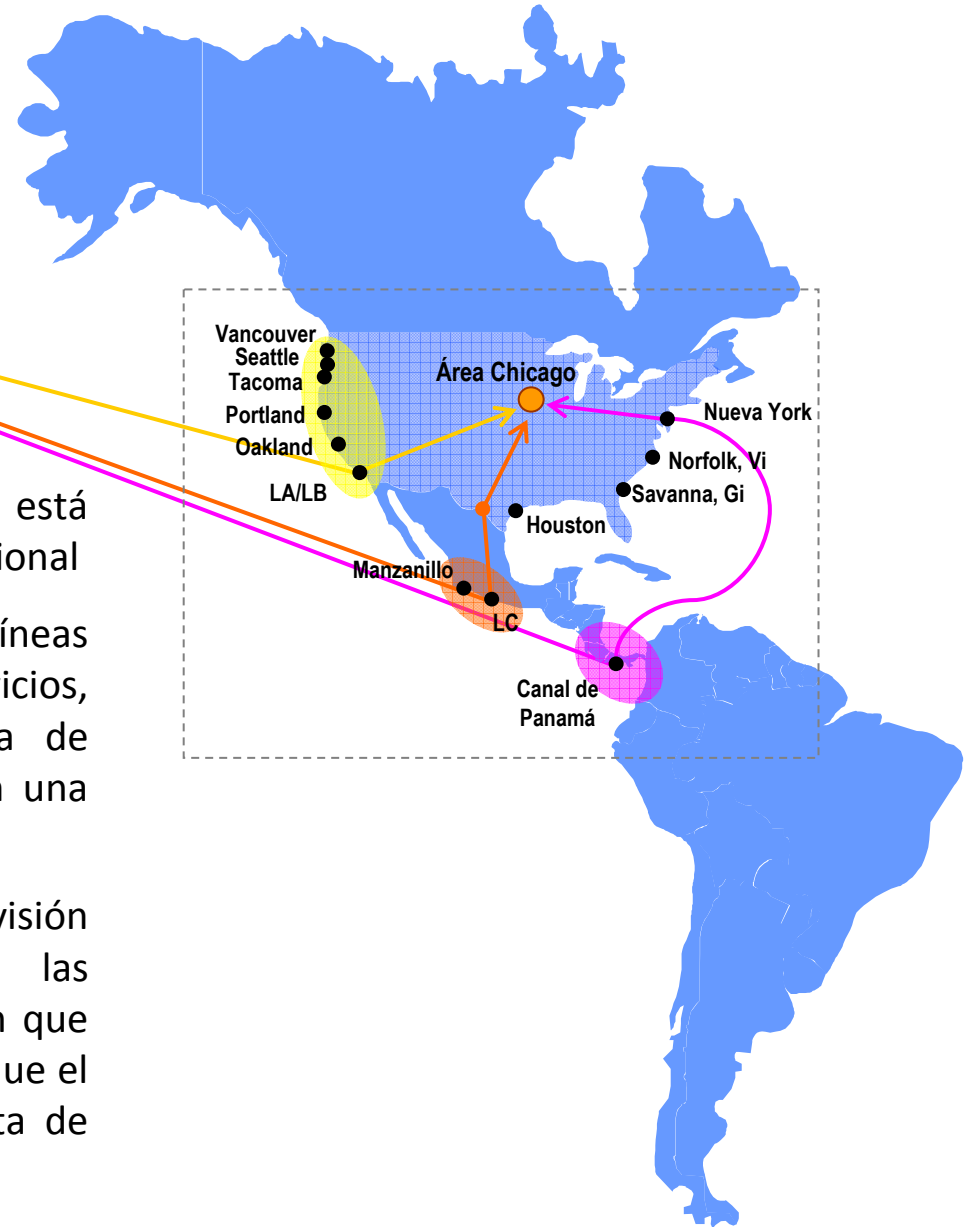 Vancouver
Seattle
Tacoma
Portland
Oakland
LA/LB
Área Chicago
Nueva York
Norfolk, Vi
Savanna, Gi
Houston
Manzanillo
LC
Canal de
Panamá
está
ional
íneas
icios,
a de
una
visión
las
que
ue el
ta de